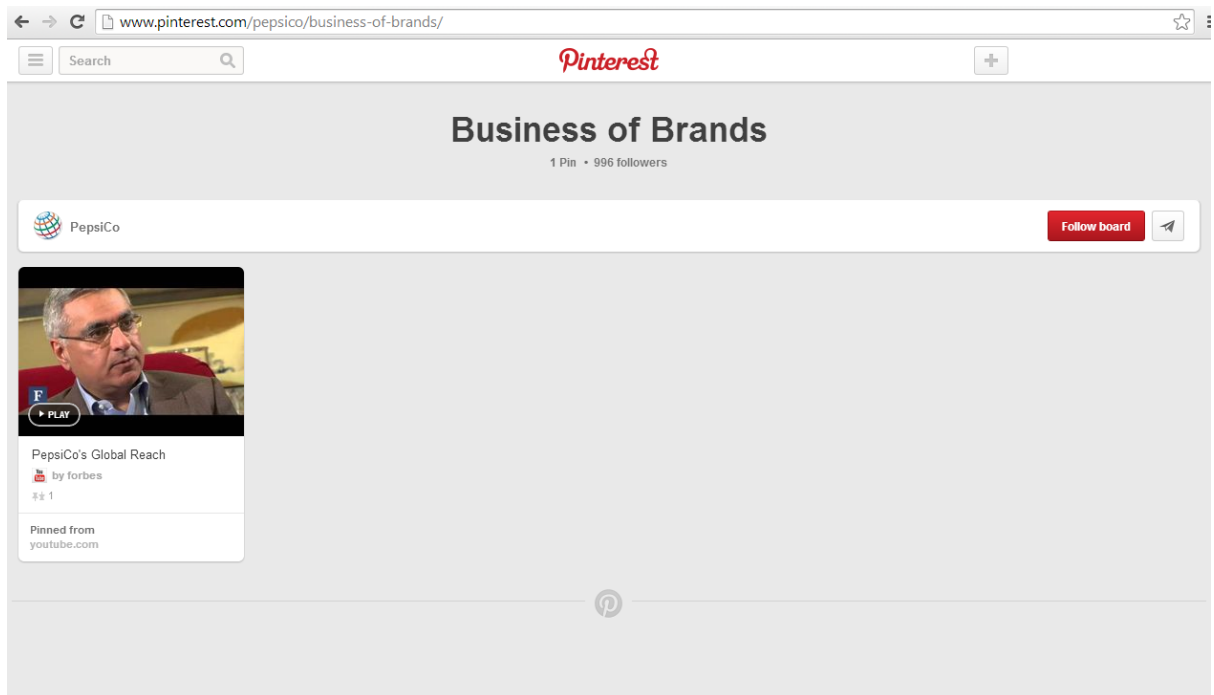 www.pinterest.com/pepsico/business-of-brands/
Search
Pinterest
Business of Brands
1 Pin • 996 followers
PepsiCo
Follow board
F
PLAY
PepsiCo's Global Reach
by forbes
1
Pinned from
youtube.com